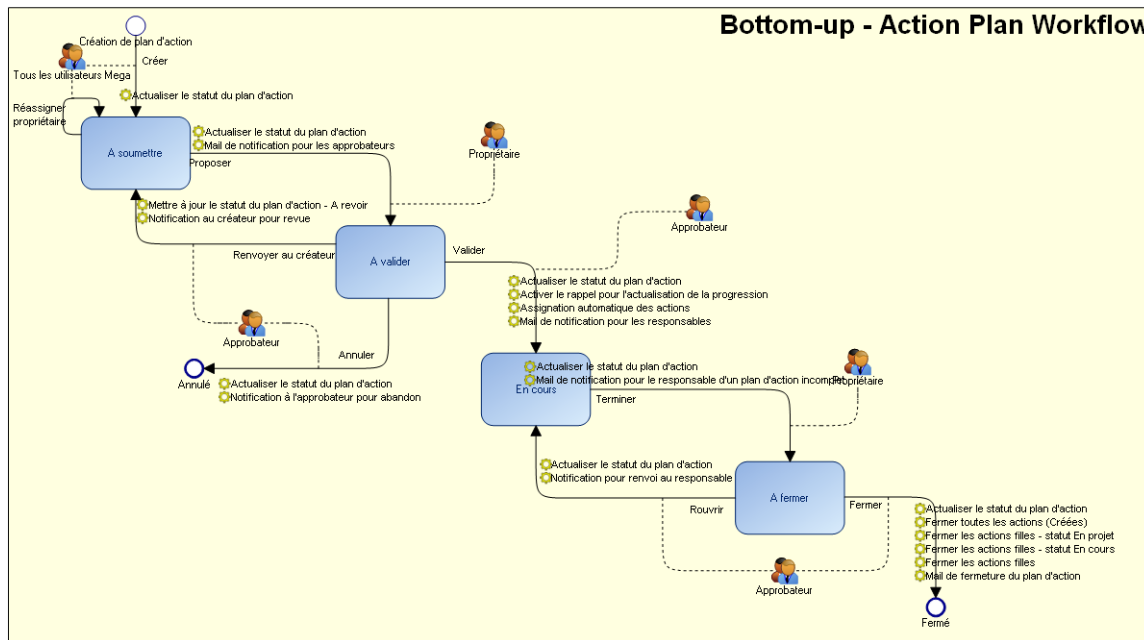 Bottom-up - Action Plan Workflow
Création de plan d'action
Créer
Tous les utilisateurs Mega
Actualiser le statut du plan d'action
Réassigner
propriétaire
A soumettre
Actualiser le statut du plan d'action
Mail de notification pour les approbateurs
Proposer
Propriétaire
Mettre à jour le statut du plan d'action - A revoir
Notification au créateur pour revue
Renvoyer au créateur
A valider
Valider
Approbateur
Actualiser le statut du plan d'action
Activer le rappel pour l'actualisation de la progression
Assignation automatique des actions
Mail de notification pour les responsables
Approbateur
Annuler
Annulé
Actualiser le statut du plan d'action
Notification à l'approbateur pour abandon
Actualiser le statut du plan d'action
Mail de notification pour le responsable d'un plan d'action
Propriétaire
En cours
Terminer
Actualiser le statut du plan d'action
Notification pour renvoi au responsable
Rouvrir
A fermer
Fermer
Actualiser le statut du plan d'action
Fermer toutes les actions (Créées)
Fermer les actions filles - statut En projet
Fermer les actions filles - statut En cours
Fermer les actions filles
Mail de fermeture du plan d'action
Approbateur
Fermé